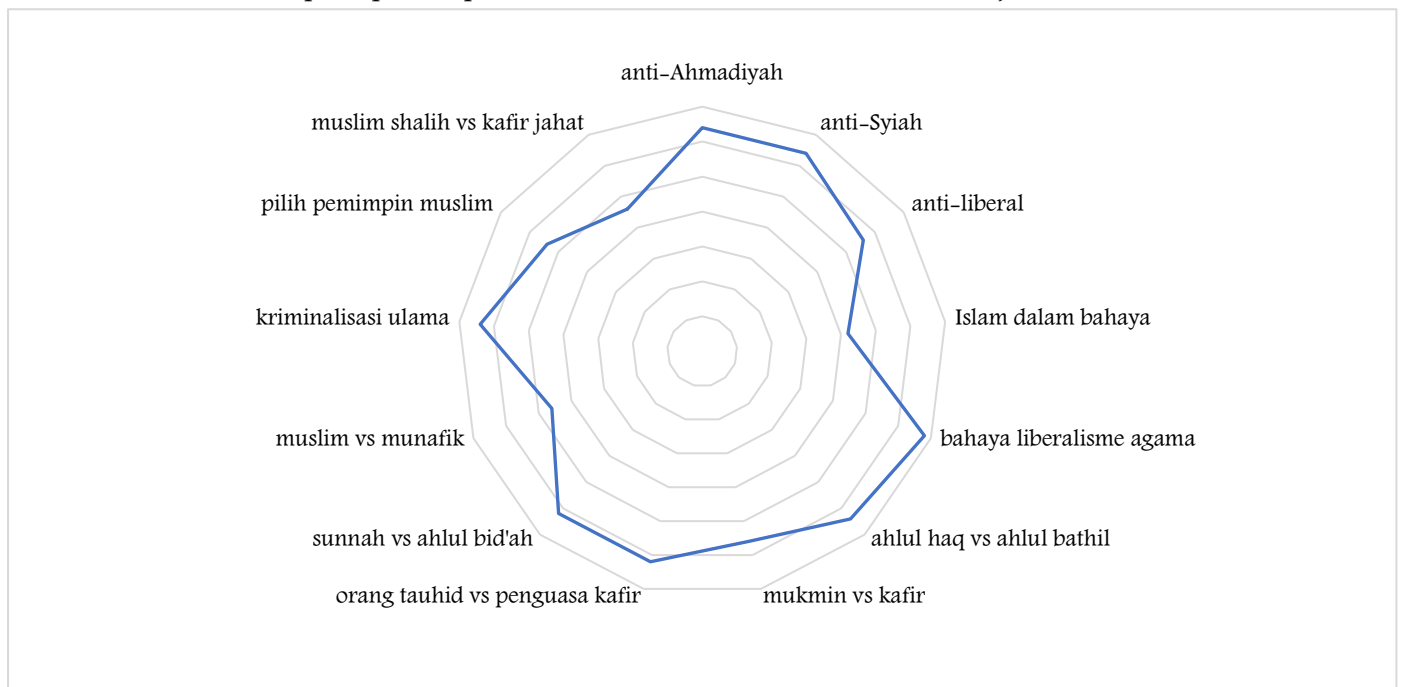 anti-Ahmadiyah
anti-Syiah
anti-liberal
Islam dalam bahaya
bahaya liberalisme agama
ahlul haq vs ahlul bathil
mukmin vs kafir
orang tauhid vs penguasa kafir
sunnah vs ahlul bid'ah
muslim vs munafik
kriminalisasi ulama
pilih pemimpin muslim
muslim shalih vs kafir jahat